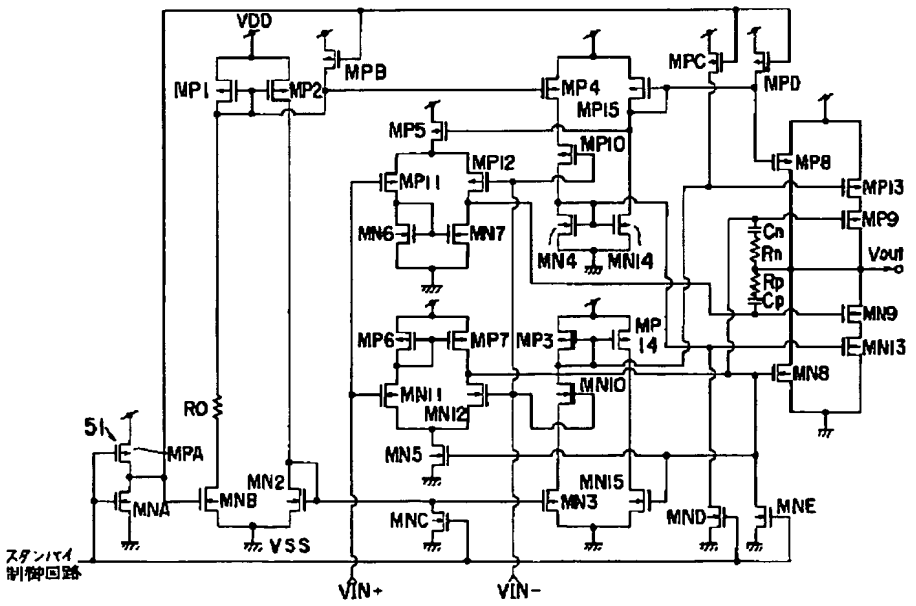 VDD
MPB
MPC
MPD
MP1
MP2
MP4
MP15
MP5
MP10
MP8
MP12
MP11
MP13
MP9
MN6
MN7
Cn
Rn
MN4
MN14
Vout
Rp
Cp
MN9
MP6
MP7
MP3
MP
14
MN13
MN8
MN10
RO
MN11
MN12
51
MPA
MN5
MN2
MN15
MNA
MNB
MN3
MND
MNE
MNC
VSS
スタンバイ
制御回路
VIN+
VIN-